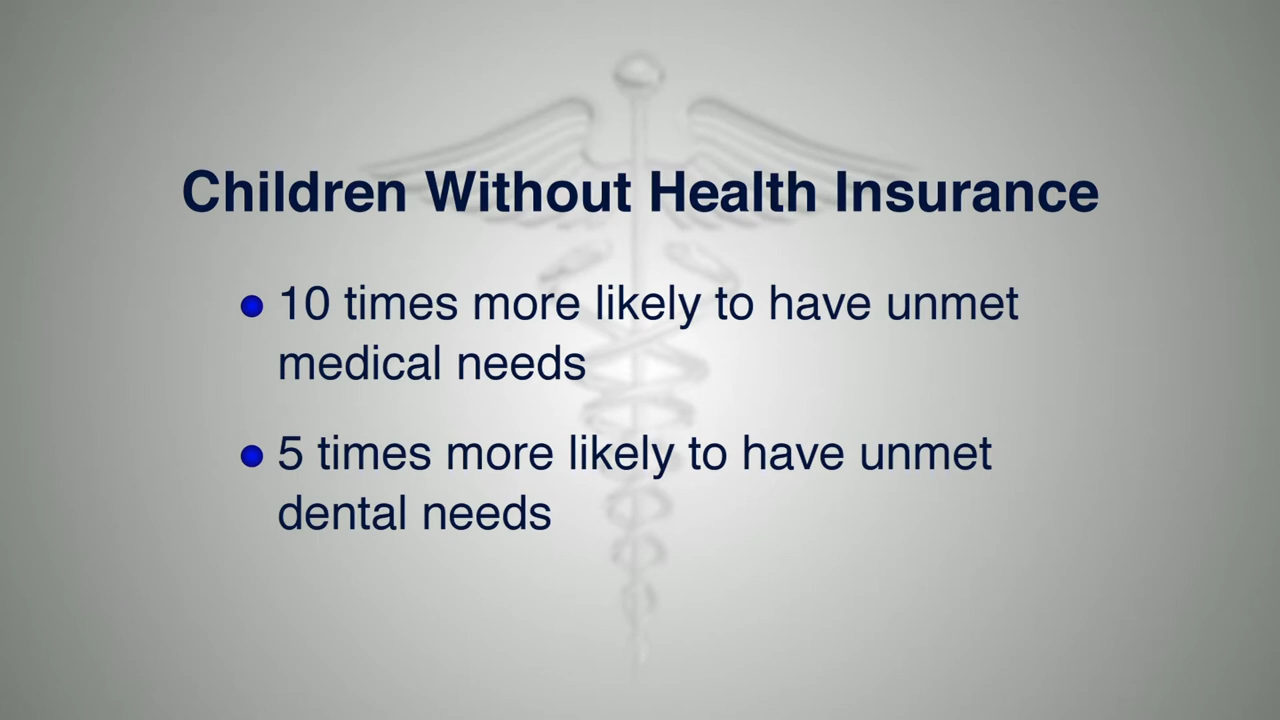 Children Without Health Insurance
10 times more likely to have unmet
medical needs
5 times more likely to have unmet
dental needs